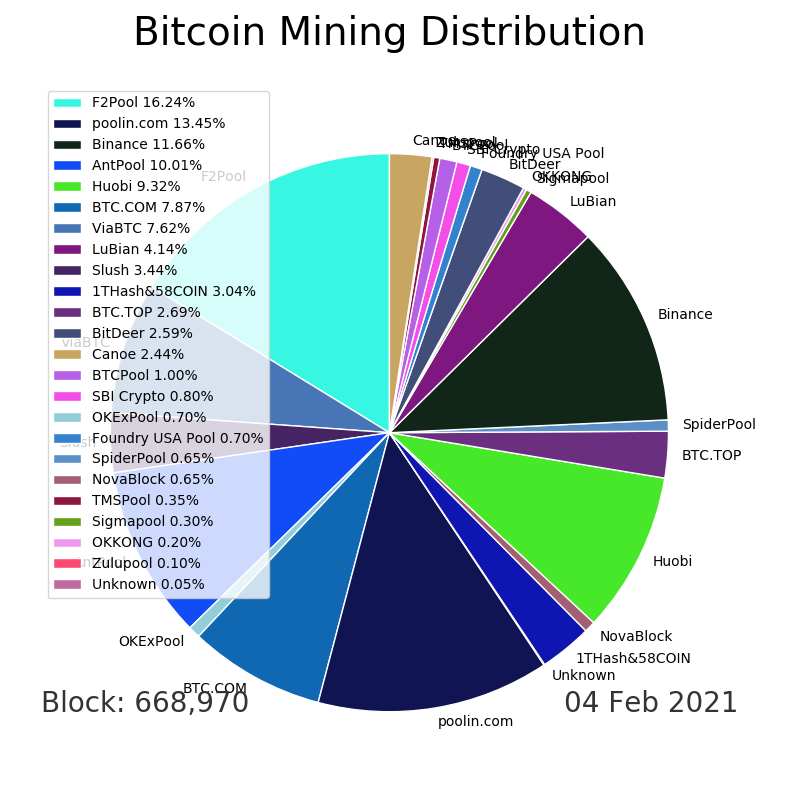 Bitcoin Mining Distribution
F2Pool 16.24%
poolin.com 13.45%
Binance 11.66%
AntPool 10.01%
Huobi 9.32%
BTC.COM 7.87%
ViaBTC 7.62%
LuBian 4.14%
Slush 3.44%
1THash&58COIN 3.04%
BTC.TOP 2.69%
BitDeer 2.59%
Canoe 2.44%
BTCPool 1.00%
SBI Crypto 0.80%
OKExPool 0.70%
Foundry USA Pool 0.70%
SpiderPool 0.65%
NovaBlock 0.65%
TMSPool 0.35%
Sigmapool 0.30%
OKKONG 0.20%
Zulupool 0.10%
Unknown 0.05%
F2Pool
ViaBTC
Slush
AntPool
OKExPool
BTC.COM
poolin.com
Unknown
1THash&58COIN
NovaBlock
Huobi
BTC.TOP
SpiderPool
Binance
LuBian
Sigmapool
OKKONG
BitDeer
Foundry USA Pool
SBI Crypto
Canoe
Block: 668,970
04 Feb 2021